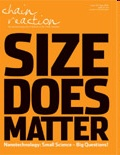 chain reaction
SIZE
DOES
MATTER
Nanotechnology: Small Science – Big Questions!